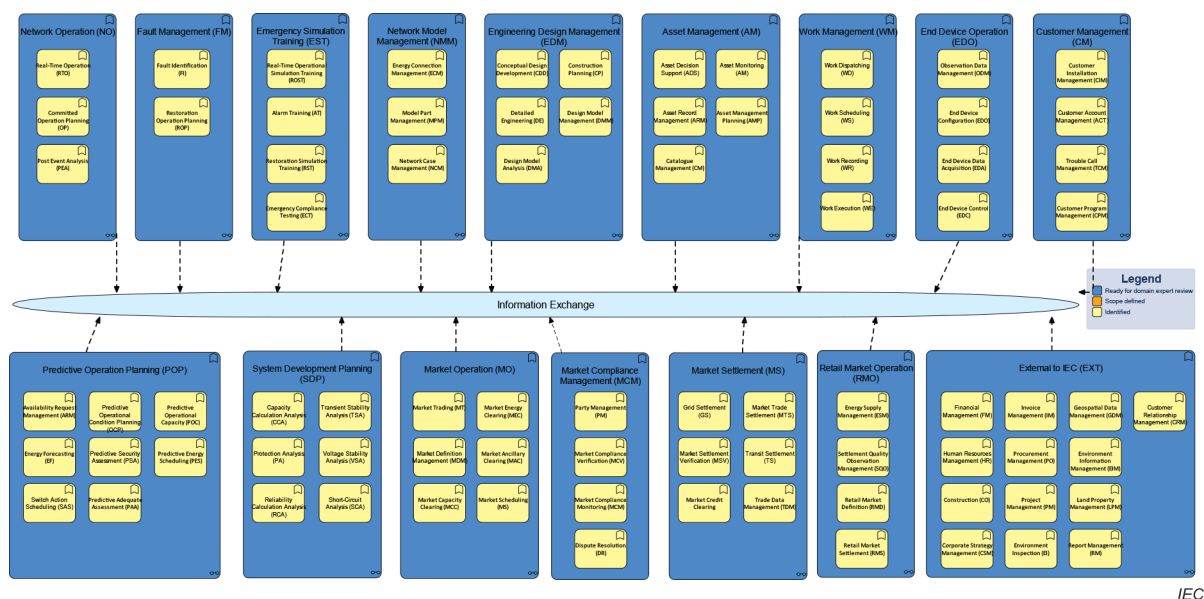 Network Operation (NO)
Real-Time Operation
(RTO)
Committed
Operation Planning
(OP)
Post Event Analysis
(PEA)
Fault Management (FM)
Fault Identification
(FI)
Restoration
Operation Planning
(ROP)
Emergency Simulation
Training (EST)
Real-Time Operational
Simulation Training (ROST)
Alarm Training (AT)
Restoration Simulation
Training (RST)
Emergency Compliance
Testing (ECT)
Network Model
Management (NMM)
Energy Connection
Management (ECM)
Model Part
Management (MPM)
Network Case
Management (NCM)
Engineering Design Management
(EDM)
Conceptual Design
Development (CDD)
Construction
Planning (CP)
Detailed
Engineering (DE)
Design Model
Management (DMM)
Design Model
Analysis (DMA)
Asset Management (AM)
Asset Decision
Support (ADS)
Asset Monitoring
(AM)
Asset Record
Management (ARM)
Asset Management
Planning (AMP)
Catalogue
Management (CM)
Work Management (WM)
Work Dispatching
(WD)
Work Scheduling
(WS)
Work Recording
(WR)
Work Execution (WE)
End Device Operation
(EDO)
Observation Data
Management (ODM)
End Device
Configuration (EDO)
End Device Data
Acquisition (EDA)
End Device Control
(EDC)
Customer Management
(CM)
Customer
Installation
Management (CIM)
Customer Account
Management (ACT)
Trouble Call
Management (TCM)
Customer Program
Management (CPM)
Information Exchange
Legend
Ready for domain expert review
Scope defined
Identified
Predictive Operation Planning (POP)
Availability Request
Management (ARM)
Predictive
Operational
Condition Planning
(OCP)
Predictive
Operational
Capacity (POC)
Energy Forecasting
(EF)
Predictive Security
Assessment (PSA)
Predictive Energy
Scheduling (PES)
Switch Action
Scheduling (SAS)
Predictive Adequate
Assessment (PAA)
System Development Planning
(SDP)
Capacity
Calculation Analysis
(CCA)
Transient Stability
Analysis (TSA)
Protection Analysis
(PA)
Voltage Stability
Analysis (VSA)
Reliability
Calculation Analysis
(RCA)
Short-Circuit
Analysis (SCA)
Market Operation (MO)
Market Trading (MT)
Market Energy
Clearing (MEC)
Market Definition
Management (MDM)
Market Ancillary
Clearing (MAC)
Market Capacity
Clearing (MCC)
Market Scheduling
(MS)
Market Compliance
Management (MCM)
Party Management
(PM)
Market Compliance
Verification (MCV)
Market Compliance
Monitoring (MCM)
Dispute Resolution
(DR)
Market Settlement (MS)
Grid Settlement
(GS)
Market Trade
Settlement (MTS)
Market Settlement
Verification (MSV)
Transit Settlement
(TS)
Market Credit
Clearing
Trade Data
Management (TDM)
Retail Market Operation
(RMO)
Energy Supply
Management (ESM)
Settlement Quality
Observation
Management (SQO)
Retail Market
Definition (RMD)
Retail Market
Settlement (RMS)
External to IEC (EXT)
Financial
Management (FM)
Invoice
Management (IM)
Geospatial Data
Management (GDM)
Customer
Relationship
Management (CRM)
Human Resources
Management (HR)
Procurement
Management (PO)
Environment
Information
Management (EIM)
Construction (CO)
Project
Management (PM)
Land Property
Management (LPM)
Corporate Strategy
Management (CSM)
Environment
Inspection (EI)
Report Management
(RM)
IEC